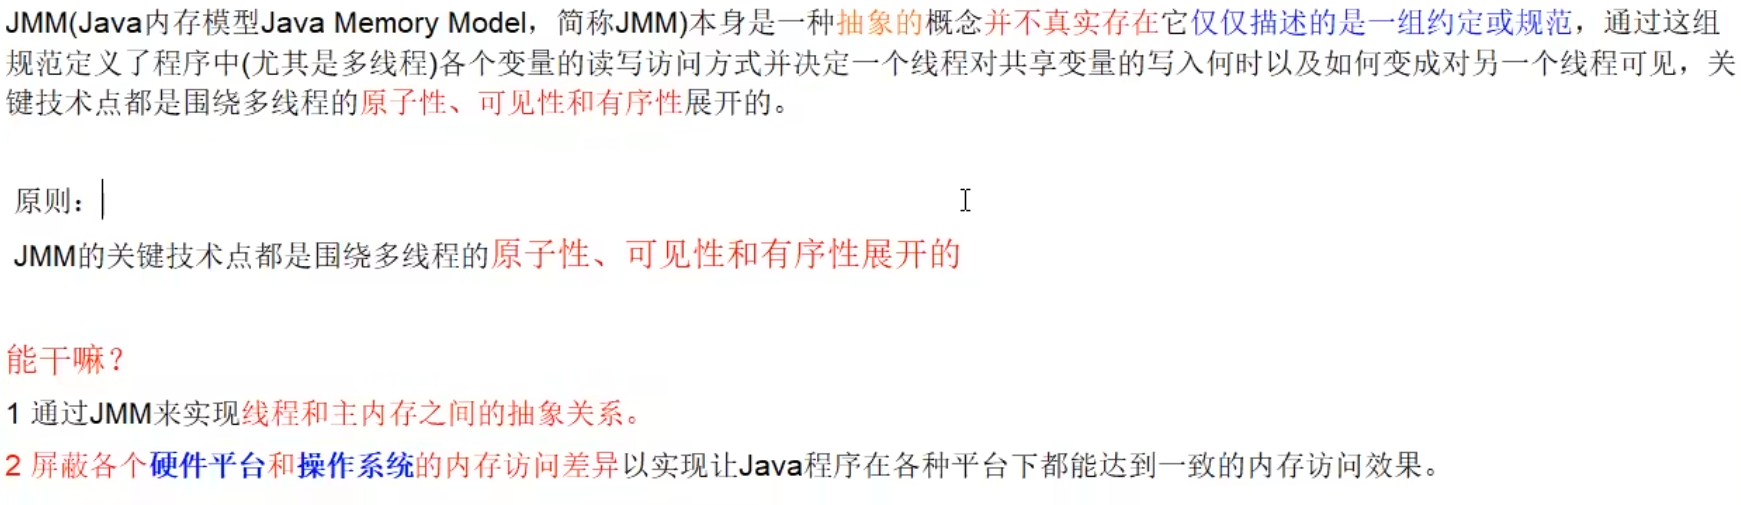 JMM(Java内存模型Java Memory Model，简称JMM)本身是一种抽象的概念并不真实存在它仅仅描述的是一组约定或规范，通过这组
规范定义了程序中(尤其是多线程)各个变量的读写访问方式并决定一个线程对共享变量的写入何时以及如何变成对另一个线程可见，关
键技术点都是围绕多线程的原子性、可见性和有序性展开的。
原则：
JMM的关键技术点都是围绕多线程的原子性、可见性和有序性展开的
能干嘛？
1 通过JMM来实现线程和主内存之间的抽象关系。
2 屏蔽各个硬件平台和操作系统的内存访问差异以实现让Java程序在各种平台下都能达到一致的内存访问效果。